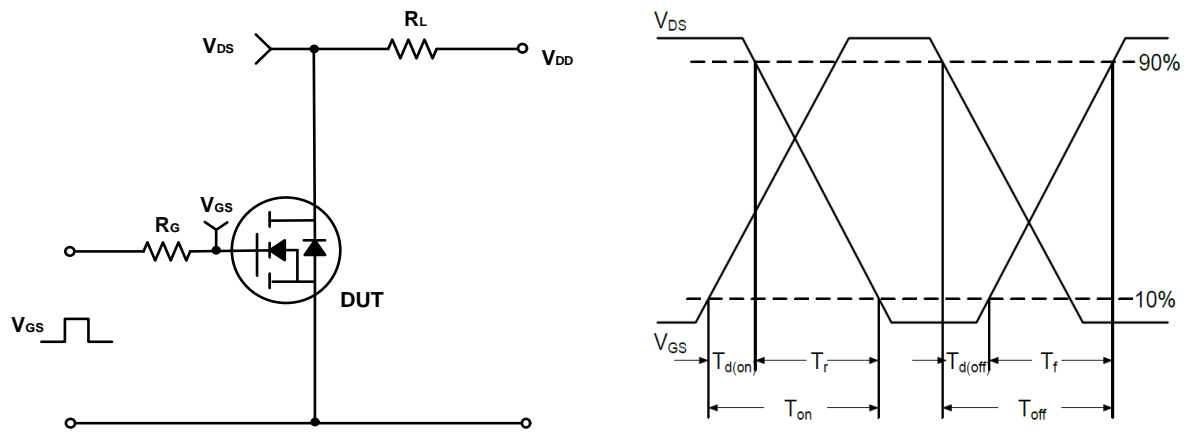 RL
VDS
VDD
VGS
RG
DUT
VGS
VDS
90%
10%
VGS
Td(on)
Tr
Td(off)
Tf
Ton
Toff